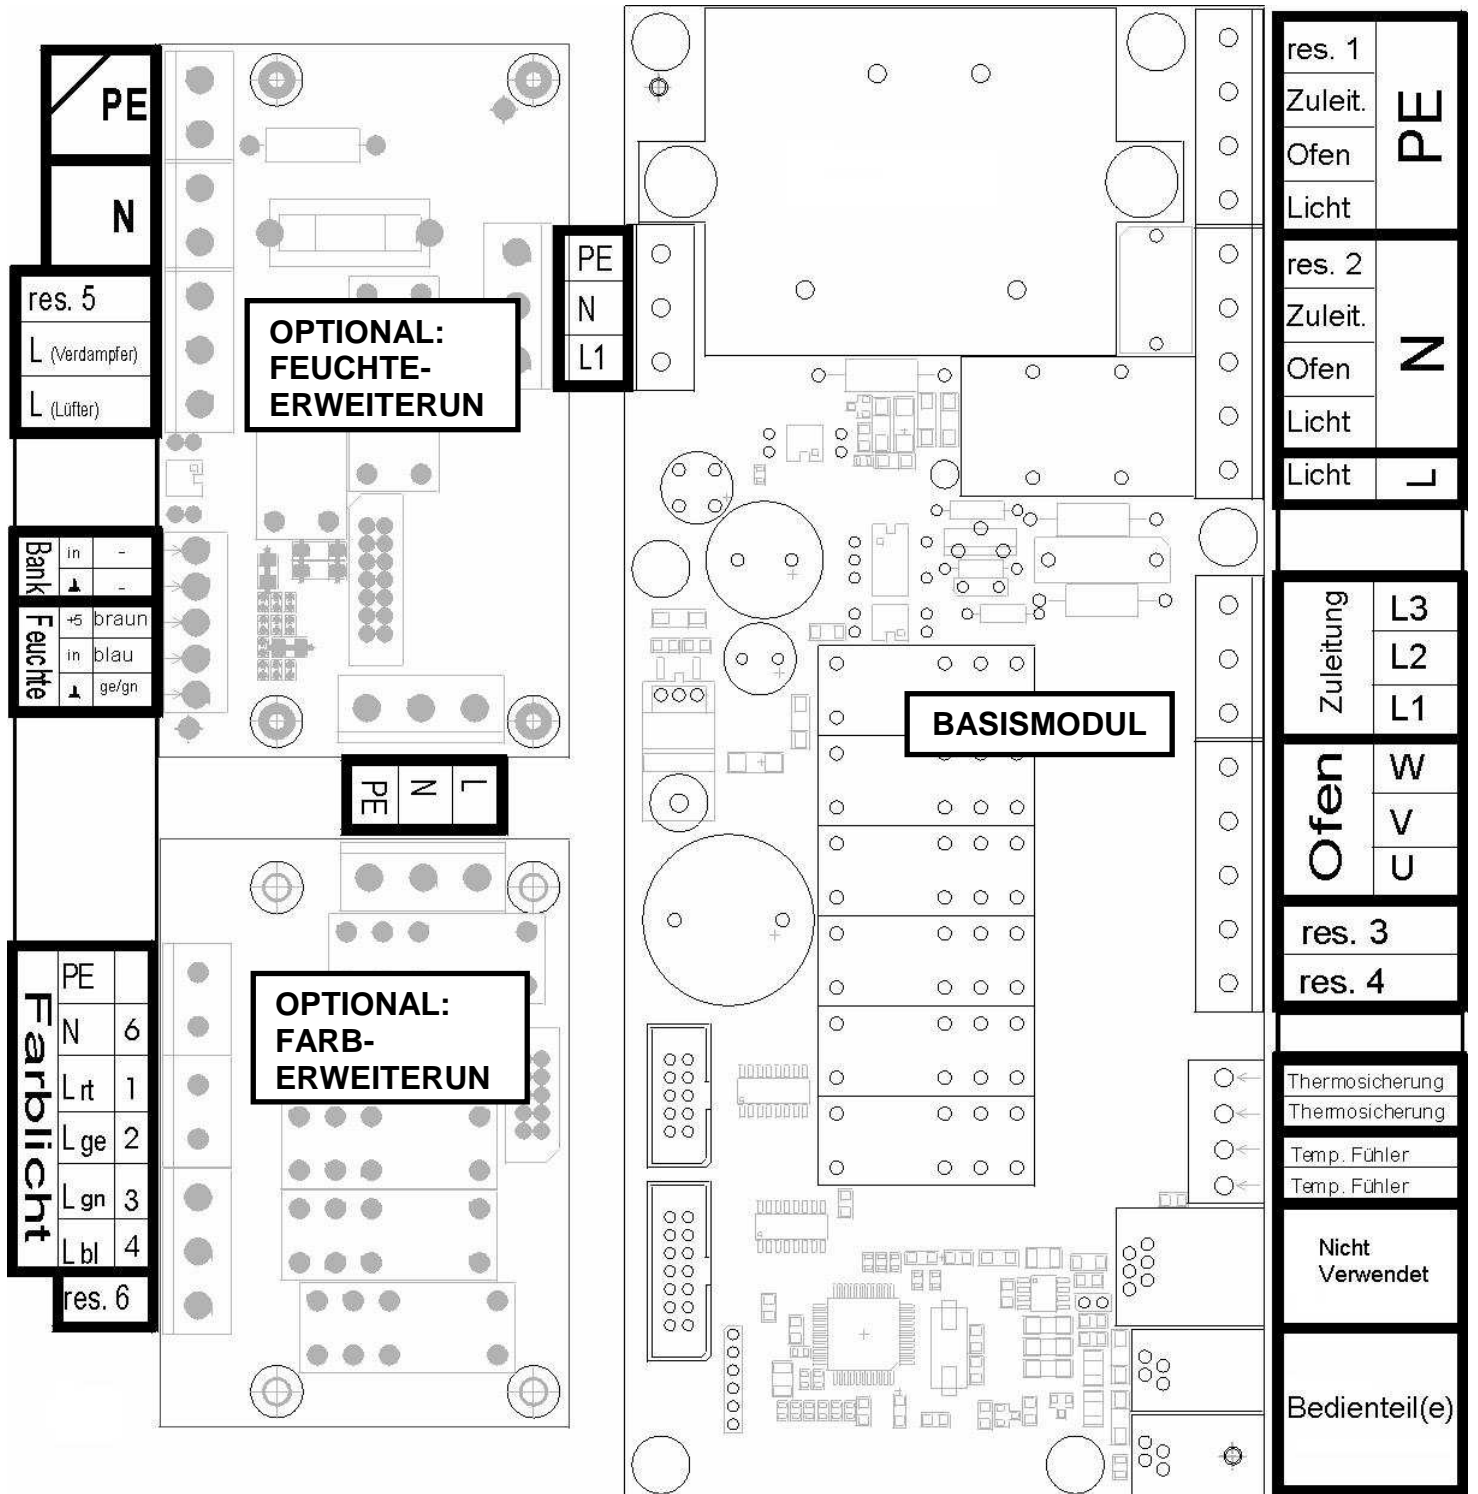 PE
N
res. 5
L (Verdampfer)
L (Lüfter)
Bank
in -
-
Feuchte
+5 braun
in blau
ge/gn
OPTIONAL:
FEUCHTE-
ERWEITERUN
PE
N
L1
PE N L
Farblicht
PE
N 6
L rt 1
L ge 2
L gn 3
L bl 4
res. 6
OPTIONAL:
FARB-
ERWEITERUN
BASISMODUL
PE
res. 1
Zuleit.
Ofen
Licht
N
res. 2
Zuleit.
Ofen
Licht
Licht L
Zuleitung
L3
L2
L1
Ofen
W
V
U
res. 3
res. 4
Thermosicherung
Thermosicherung
Temp. Fühler
Temp. Fühler
Nicht
Verwendet
Bedienteil(e)